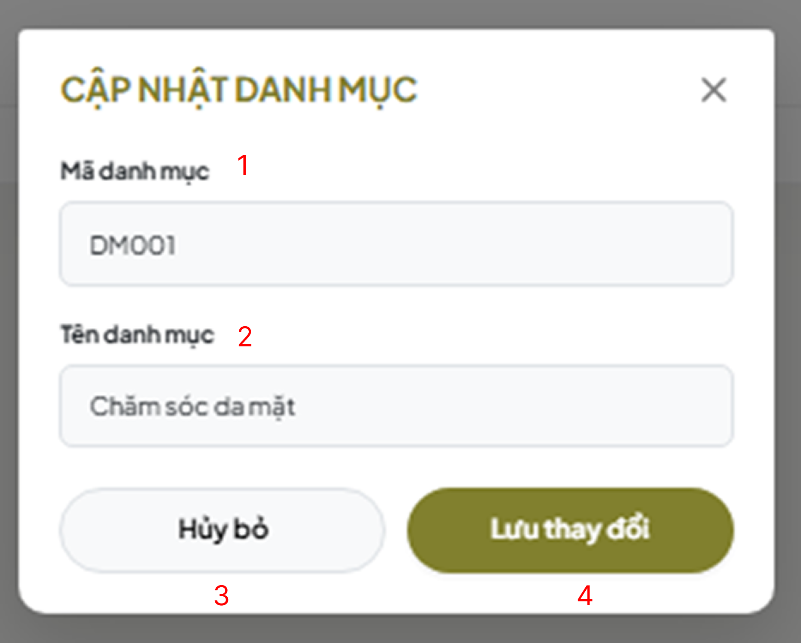 CẬP NHẬT DANH MỤC
Mã danh mục 1
DM001
Tên danh mục 2
Chăm sóc da mặt
Hủy bỏ Lưu thay đổi
3 4